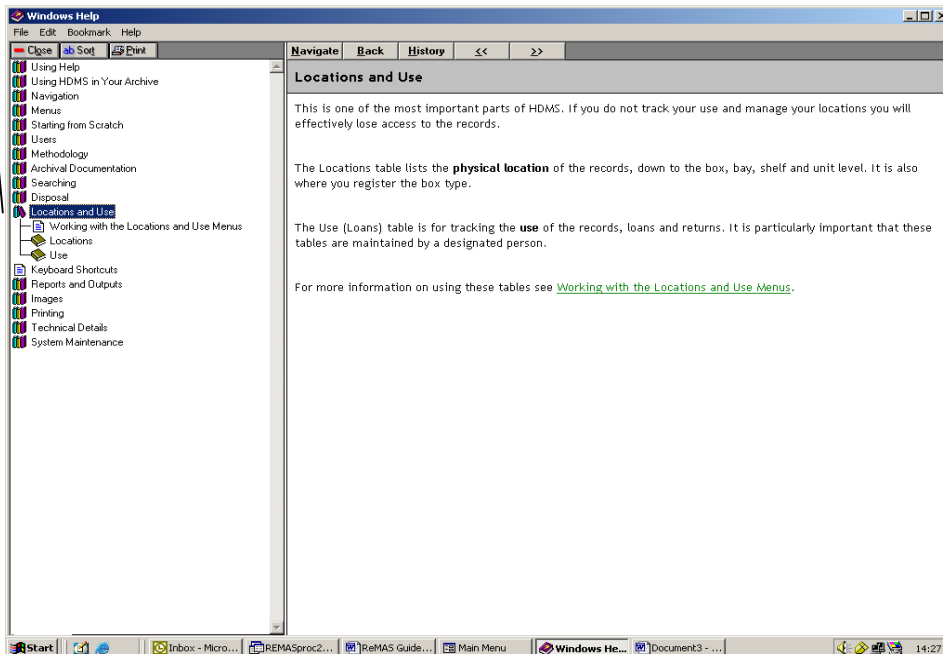 Windows Help
File Edit Bookmark Help
Close ab Sort Print
Navigate Back History << >>
Using Help
Using HDMS in Your Archive
Navigation
Menus
Starting from Scratch
Users
Methodology
Archival Documentation
Searching
Disposal
Locations and Use
Working with the Locations and Use Menus
Locations
Use
Keyboard Shortcuts
Reports and Outputs
Images
Printing
Technical Details
System Maintenance
Locations and Use
This is one of the most important parts of HDMS. If you do not track your use and manage your locations you will
effectively lose access to the records.
The Locations table lists the physical location of the records, down to the box, bay, shelf and unit level. It is also
where you register the box type.
The Use (Loans) table is for tracking the use of the records, loans and returns. It is particularly important that these
tables are maintained by a designated person.
For more information on using these tables see Working with the Locations and Use Menus.
Start Inbox - Micro... REMASproc2... ReMAS Guide... Main Menu Windows He... Document3 - ... 14:27